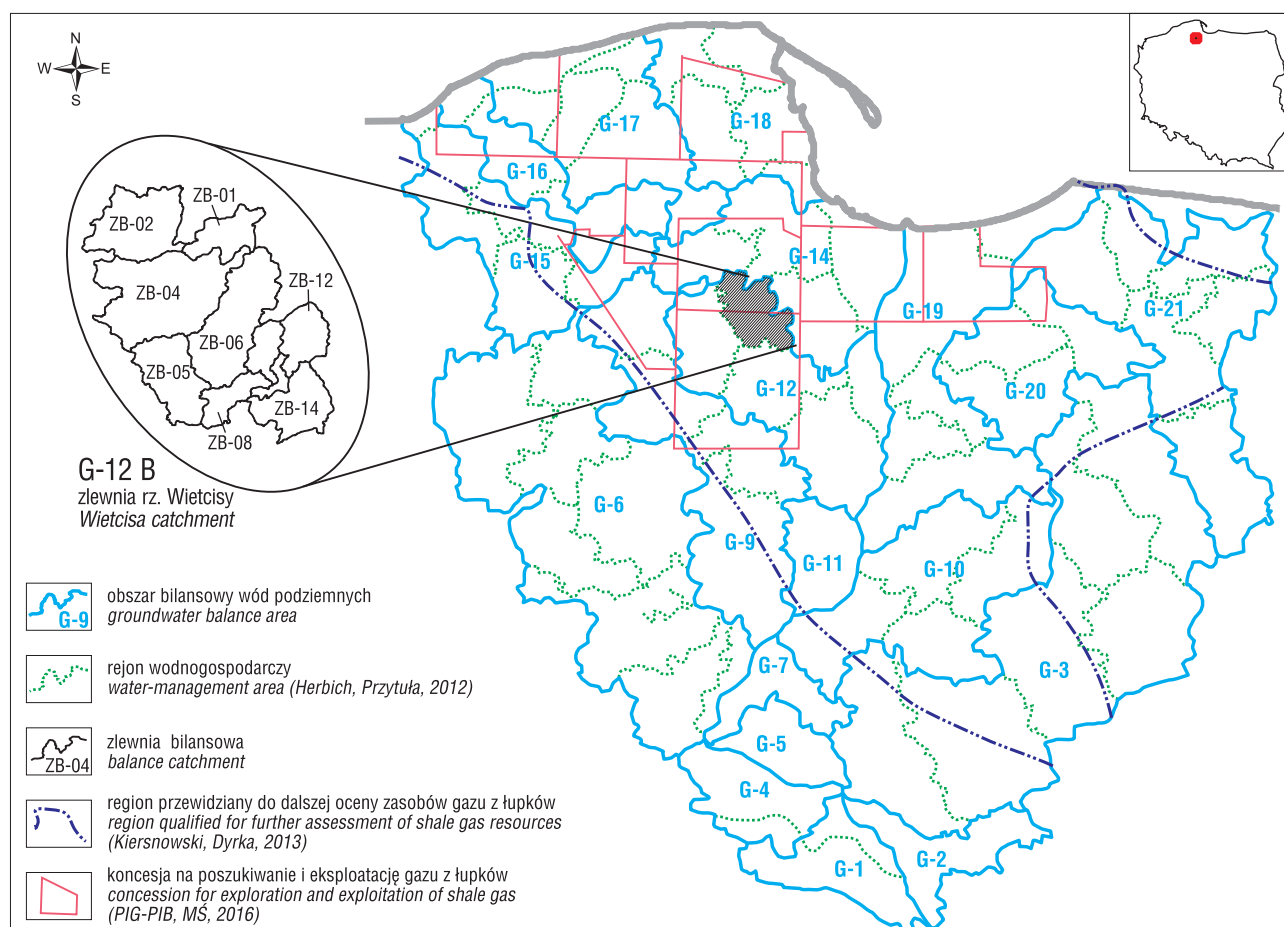 N
W E
S
ZB-01
ZB-02
ZB-12
ZB-04
ZB-06
ZB-05
ZB-14
ZB-08
G-12 B
zlewnia rz. Wietcisy
Wietcisa catchment
G-17
G-18
G-16
G-15
G-14
G-19
G-21
G-12
G-20
G-6
G-9
G-11
G-10
G-7
G-3
G-5
G-4
G-1
G-2
G-9
obszar bilansowy wód podziemnych
groundwater balance area
rejon wodnogospodarczy
water-management area (Herbich, Przytuła, 2012)
ZB-04
zlewnia bilansowa
balance catchment
region przewidziany do dalszej oceny zasobów gazu z łupków
region qualified for further assessment of shale gas resources
(Kiersnowski, Dyrka, 2013)
koncesja na poszukiwanie i eksploatację gazu z łupków
concession for exploration and exploitation of shale gas
(PIG-PIB, MŚ, 2016)